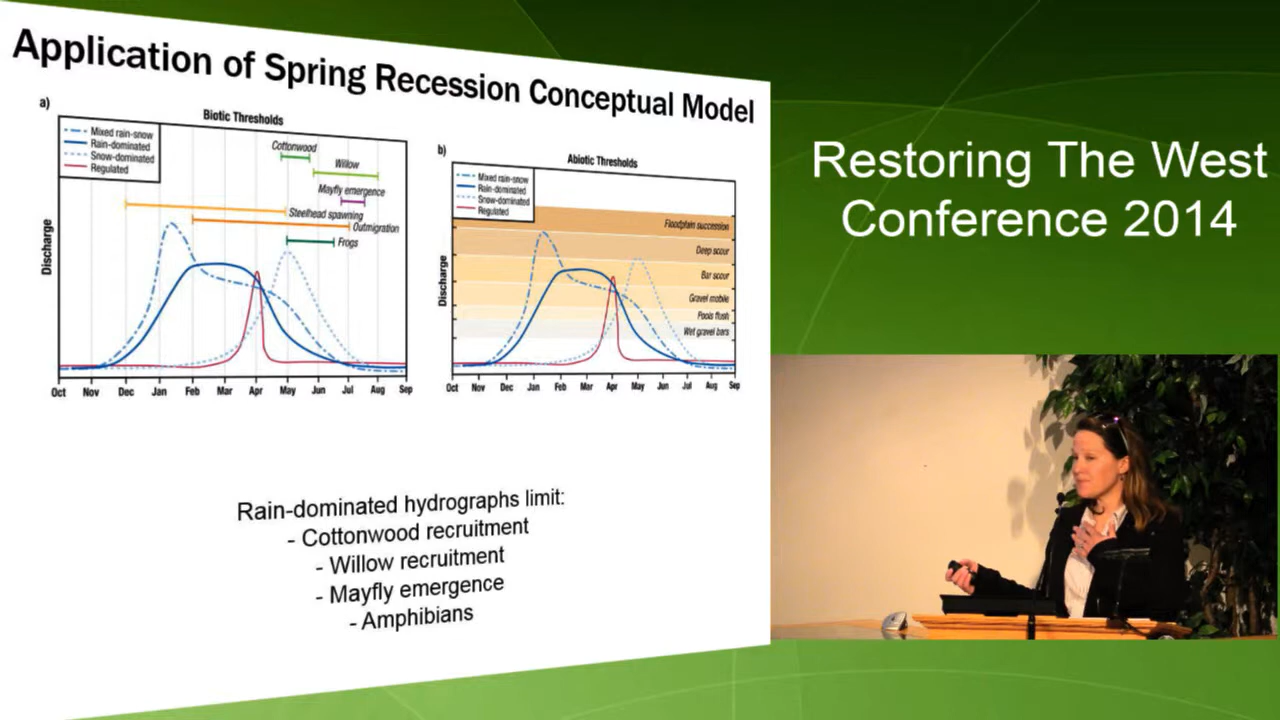 Application of Spring Recession Conceptual Model
a)
Biotic Thresholds
Mixed rain-snow
Rain-dominated
Snow-dominated
Regulated
Cottonwood
Willow
Mayfly emergence
Steelhead spawning
Outmigration
Frogs
Discharge
Oct Nov Dec Jan Feb Mar Apr May Jun Jul Aug Sep
b)
Abiotic Thresholds
Mixed rain-snow
Rain-dominated
Snow-dominated
Regulated
Floodplain succession
Deep scour
Bar scour
Gravel mobile
Pools flush
Wet gravel bars
Discharge
Oct Nov Dec Jan Feb Mar Apr May Jun Jul Aug Sep
Rain-dominated hydrographs limit:
- Cottonwood recruitment
- Willow recruitment
- Mayfly emergence
- Amphibians
Restoring The West
Conference 2014